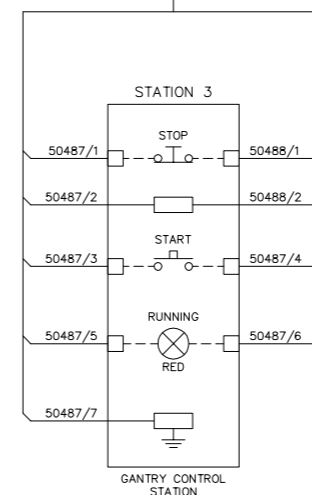 STATION 3
STOP
50487/1
50488/1
50487/2
50488/2
START
50487/3
50487/4
RUNNING
50487/5
50487/6
RED
50487/7
GANTRY CONTROL
STATION